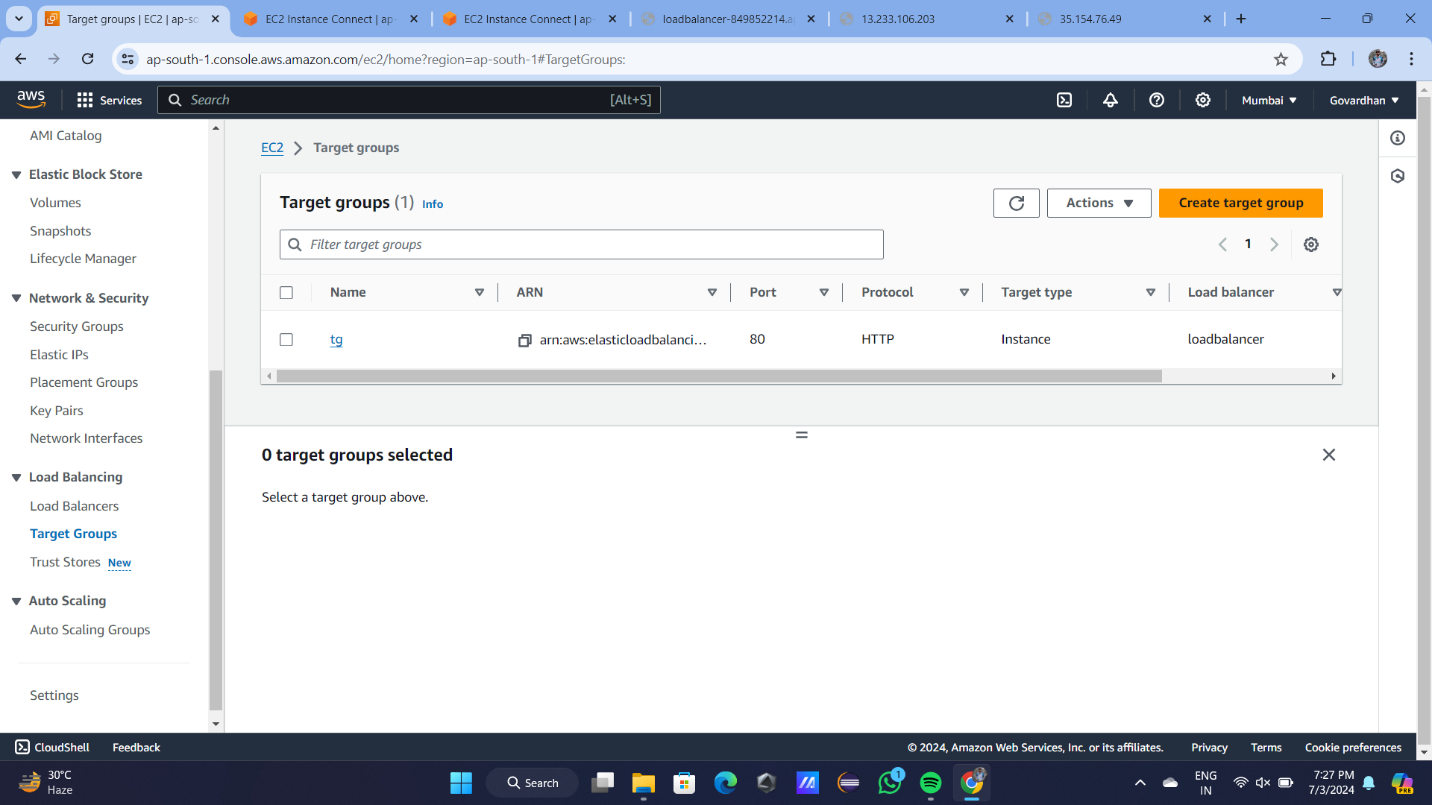 Target groups | EC2 | ap-so
EC2 Instance Connect | ap-
EC2 Instance Connect | ap-
loadbalancer-849852214.a
13.233.106.203
35.154.76.49
ap-south-1.console.aws.amazon.com/ec2/home?region=ap-south-1#TargetGroups:
aws
Services
Search
[Alt+S]
Mumbai
Govardhan
AMI Catalog
Elastic Block Store
Volumes
Snapshots
Lifecycle Manager
Network & Security
Security Groups
Elastic IPs
Placement Groups
Key Pairs
Network Interfaces
Load Balancing
Load Balancers
Target Groups
Trust Stores New
Auto Scaling
Auto Scaling Groups
Settings
EC2 > Target groups
Target groups (1) Info
Actions
Create target group
Filter target groups
1
Name ARN Port Protocol Target type Load balancer
tg arn:aws:elasticloadbalanci... 80 HTTP Instance loadbalancer
0 target groups selected
Select a target group above.
CloudShell Feedback © 2024, Amazon Web Services, Inc. or its affiliates. Privacy Terms Cookie preferences
30°C
Haze
Search
1
ENG
IN
7:27 PM
7/3/2024
PRE